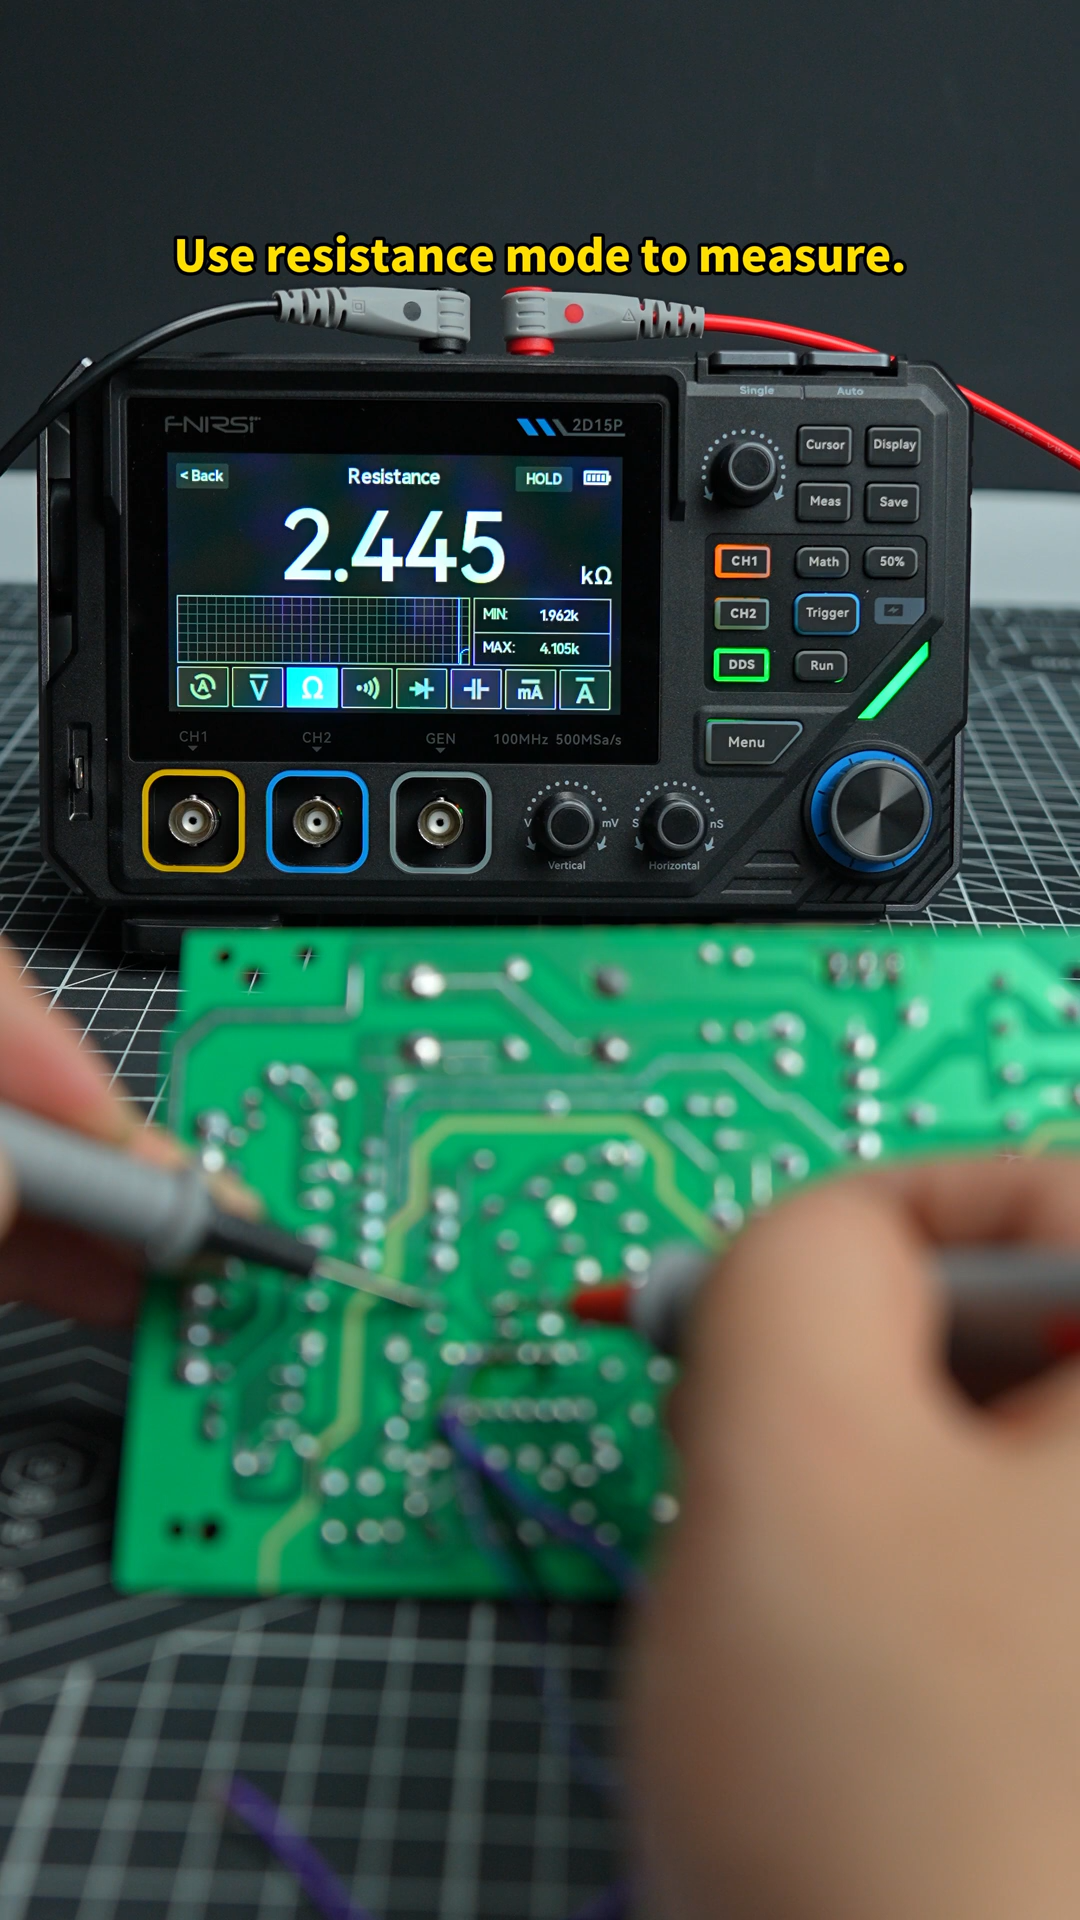 Use resistance mode to measure.
Single Auto
FNIRSI 2D15P
< Back Resistance HOLD
2.445 kΩ
MIN: 1.962k
MAX: 4.105k
A V Ω mA A
CH1 CH2 GEN 100MHz 500MSa/s
Cursor Display
Meas Save
CH1 Math 50%
CH2 Trigger
DDS Run
Menu
V mV S nS
Vertical Horizontal